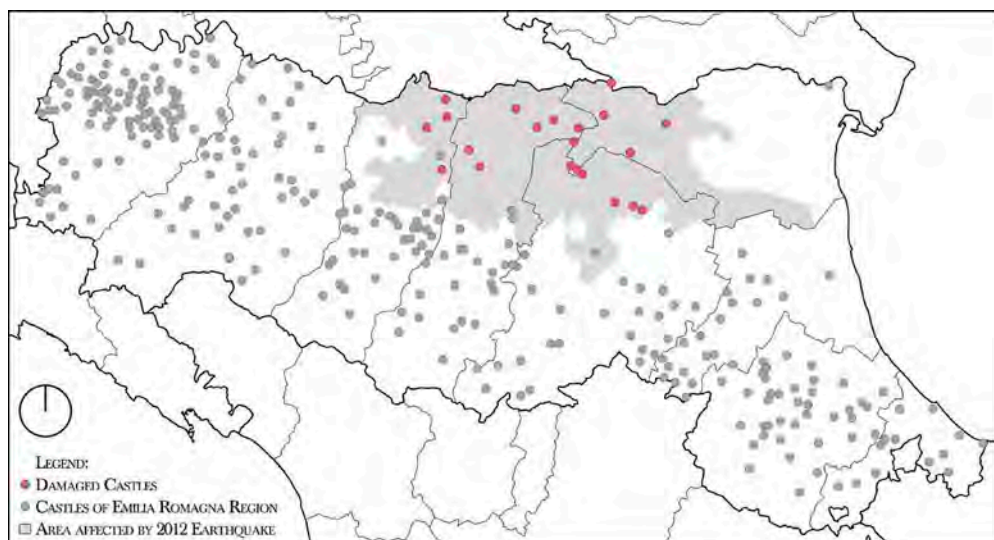 LEGEND:
DAMAGED CASTLES
CASTLES OF EMILIA ROMAGNA REGION
AREA AFFECTED BY 2012 EARTHQUAKE